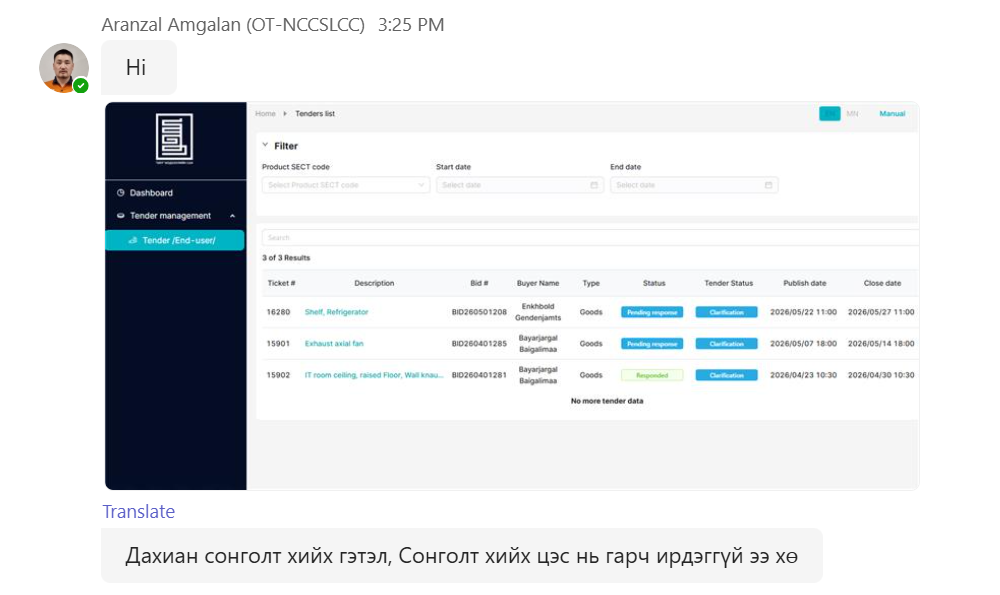 Aranzal Amgalan (OT-NCCSLCC) 3:25 PM
Hi
Home Tenders list
MN Manual
Filter
Product SECT code Start date End date
Select Product SECT code Select date Select date
Dashboard
Tender management
Tender /End-user/
Search
3 of 3 Results
Ticket # Description Bid # Buyer Name Type Status Tender Status Publish date Close date
16280 Shelf, Refrigerator BID260501208 Enkhbold Gendenjamts Goods Pending response Clarification 2026/05/22 11:00 2026/05/27 11:00
15901 Exhaust axial fan BID260401285 Bayarjargal Baigalimaa Goods Pending response Clarification 2026/05/07 18:00 2026/05/14 18:00
15902 IT room ceiling, raised Floor, Wall knau... BID260401281 Bayarjargal Baigalimaa Goods Responded Clarification 2026/04/23 10:30 2026/04/30 10:30
No more tender data
Translate
Дахиан сонголт хийх гэтэл, Сонголт хийх цэс нь гарч ирдэггүй ээ хө